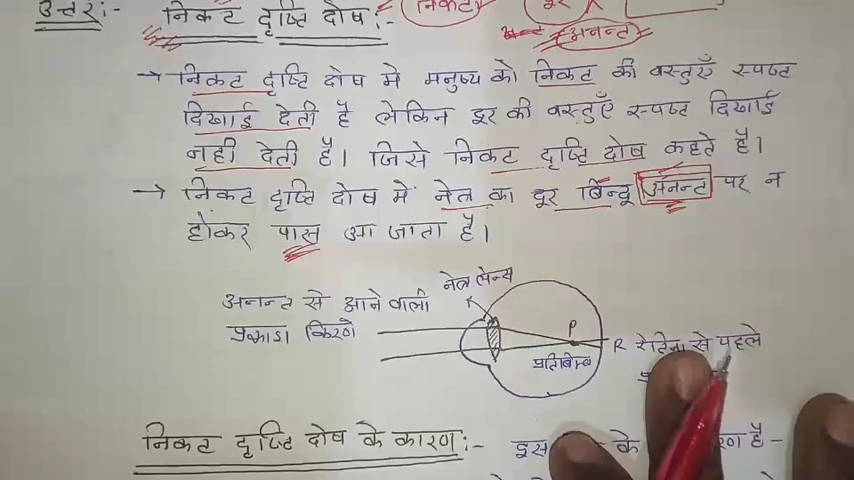 उत्तर:- निकट दृष्टि दोष:- निकट दूर
अनन्त
→ निकट दृष्टि दोष मे मनुष्य को निकट की वस्तुएँ स्पष्ट
दिखाई देती है लेकिन दूर की वस्तुएँ स्पष्ट दिखाई
नही देती है। जिसे निकट दृष्टि दोष कहते है।
→ निकट दृष्टि दोष में नेत्र का दूर बिन्दू अनन्त पर न
होकर पास आ जाता है।
नेत्र लेन्स
अनन्त से आने वाली
प्रकाश किरणें
P
प्रतिबिम्ब
R रेटिना से पहले
निकट दृष्टि दोष के कारण:- इस के है-